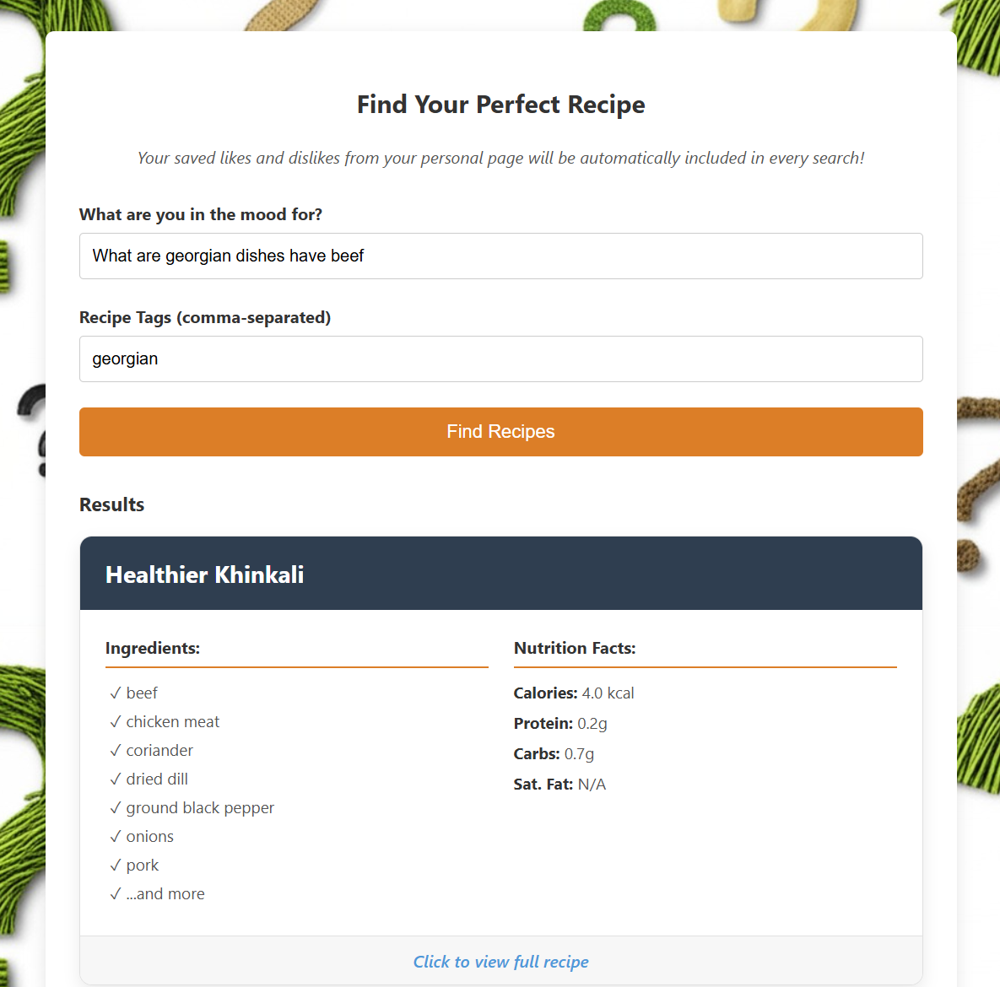 Find Your Perfect Recipe
Your saved likes and dislikes from your personal page will be automatically included in every search!
What are you in the mood for?
What are georgian dishes have beef
Recipe Tags (comma-separated)
georgian
Find Recipes
Results
Healthier Khinkali
Ingredients:
✓ beef
✓ chicken meat
✓ coriander
✓ dried dill
✓ ground black pepper
✓ onions
✓ pork
✓ ...and more
Nutrition Facts:
Calories: 4.0 kcal
Protein: 0.2g
Carbs: 0.7g
Sat. Fat: N/A
Click to view full recipe